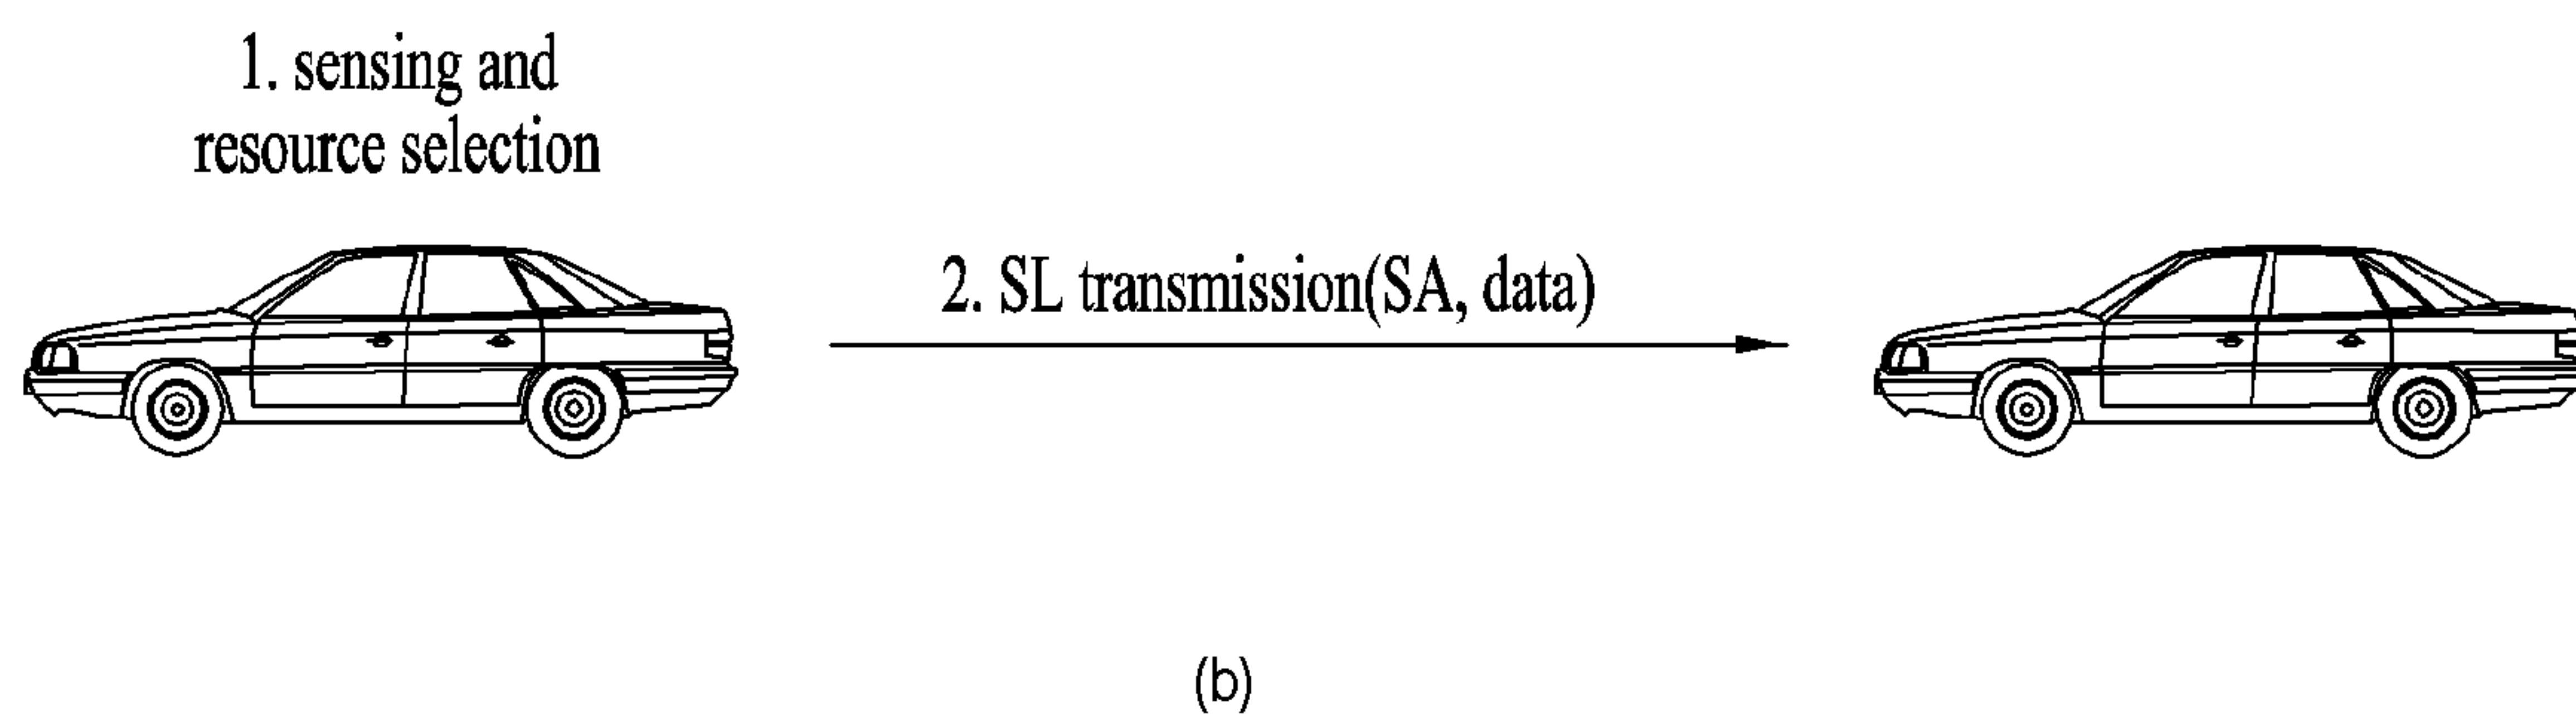 1. sensing and
resource selection
2. SL transmission(SA, data)
(b)